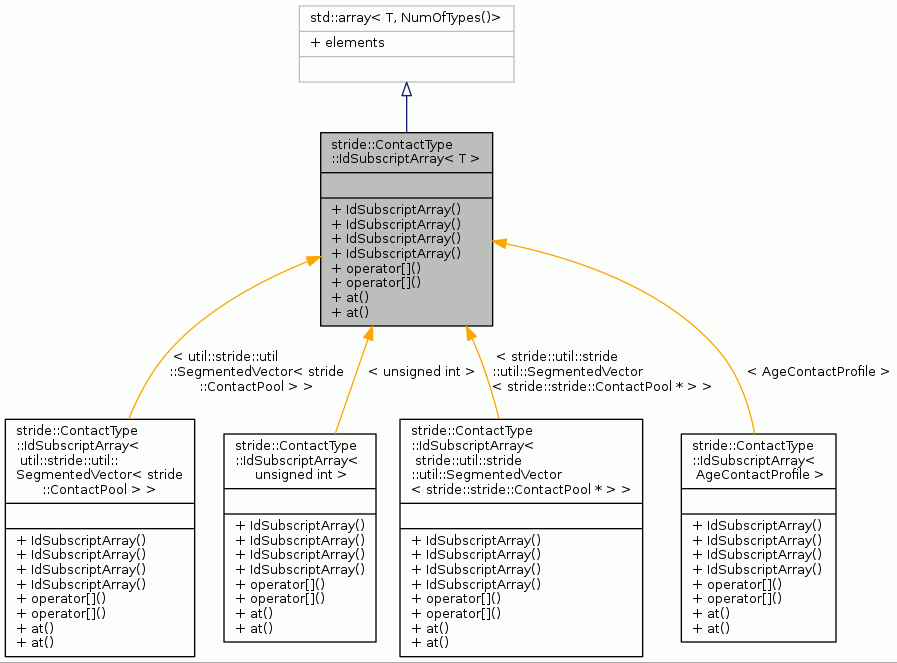 std::array< T, NumOfTypes()>
+ elements
stride::ContactType
::IdSubscriptArray< T >
+ IdSubscriptArray()
+ IdSubscriptArray()
+ IdSubscriptArray()
+ IdSubscriptArray()
+ operator[]()
+ operator[]()
+ at()
+ at()
< util::stride::util
::SegmentedVector< stride
::ContactPool > >
< unsigned int >
< stride::util::stride
::util::SegmentedVector
< stride::stride::ContactPool * > >
< AgeContactProfile >
stride::ContactType
::IdSubscriptArray<
util::stride::util::
SegmentedVector< stride
::ContactPool > >
+ IdSubscriptArray()
+ IdSubscriptArray()
+ IdSubscriptArray()
+ IdSubscriptArray()
+ operator[]()
+ operator[]()
+ at()
+ at()
stride::ContactType
::IdSubscriptArray<
unsigned int >
+ IdSubscriptArray()
+ IdSubscriptArray()
+ IdSubscriptArray()
+ IdSubscriptArray()
+ operator[]()
+ operator[]()
+ at()
+ at()
stride::ContactType
::IdSubscriptArray<
stride::util::stride
::util::SegmentedVector
< stride::stride::ContactPool * > >
+ IdSubscriptArray()
+ IdSubscriptArray()
+ IdSubscriptArray()
+ IdSubscriptArray()
+ operator[]()
+ operator[]()
+ at()
+ at()
stride::ContactType
::IdSubscriptArray<
AgeContactProfile >
+ IdSubscriptArray()
+ IdSubscriptArray()
+ IdSubscriptArray()
+ IdSubscriptArray()
+ operator[]()
+ operator[]()
+ at()
+ at()